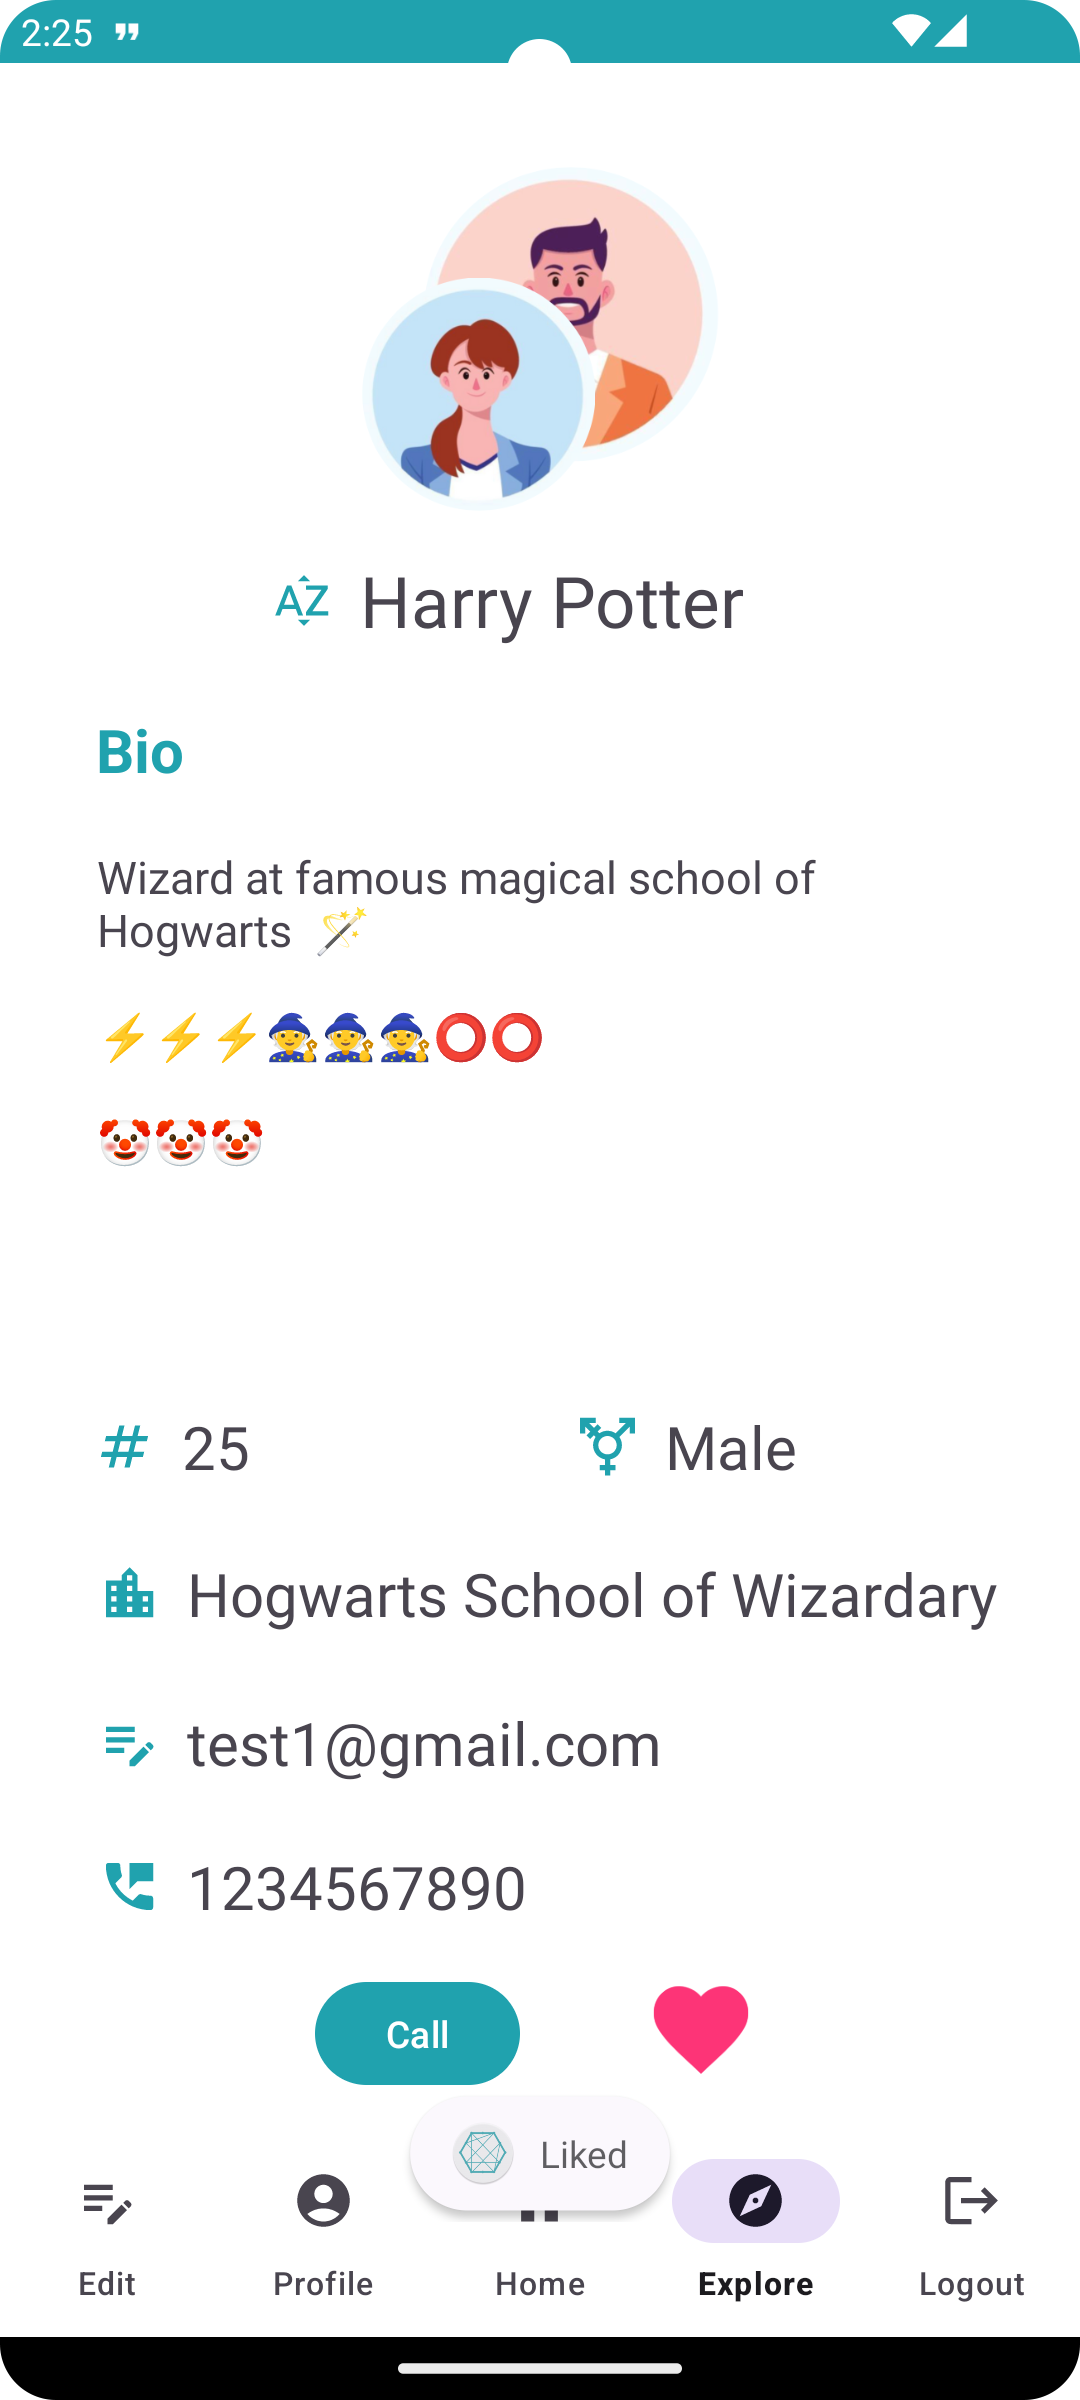 2:25
AZ Harry Potter
Bio
Wizard at famous magical school of
Hogwarts 🪄
⚡⚡⚡🧙🧙🧙⭕⭕
🤡🤡🤡
# 25 Male
Hogwarts School of Wizardary
test1@gmail.com
1234567890
Call
Liked
Edit Profile Home Explore Logout